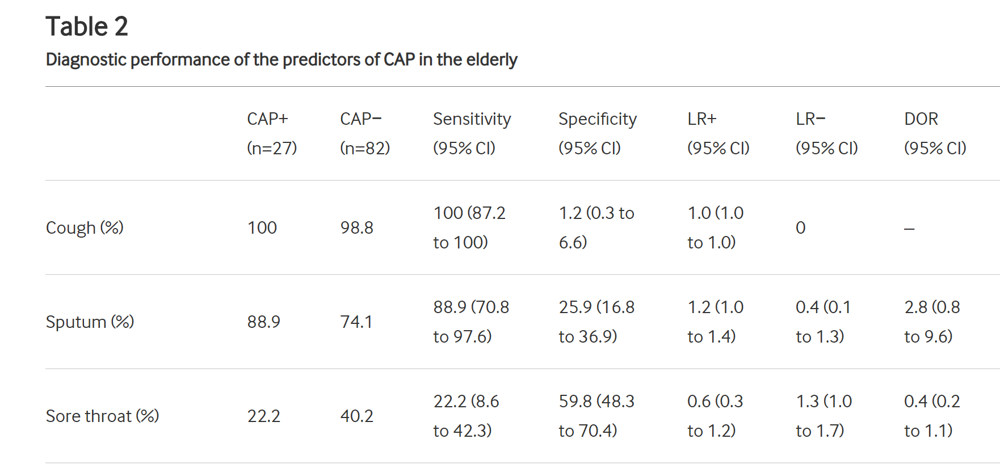 Table 2
Diagnostic performance of the predictors of CAP in the elderly
CAP+ CAP− Sensitivity Specificity LR+ LR− DOR
(n=27) (n=82) (95% CI) (95% CI) (95% CI) (95% CI) (95% CI)
100 (87.2 1.2 (0.3 to 1.0 (1.0
Cough (%) 100 98.8 0 –
to 100) 6.6) to 1.0)
88.9 (70.8 25.9 (16.8 1.2 (1.0 0.4 (0.1 2.8 (0.8
Sputum (%) 88.9 74.1
to 97.6) to 36.9) to 1.4) to 1.3) to 9.6)
22.2 (8.6 59.8 (48.3 0.6 (0.3 1.3 (1.0 0.4 (0.2
Sore throat (%) 22.2 40.2
to 42.3) to 70.4) to 1.2) to 1.7) to 1.1)